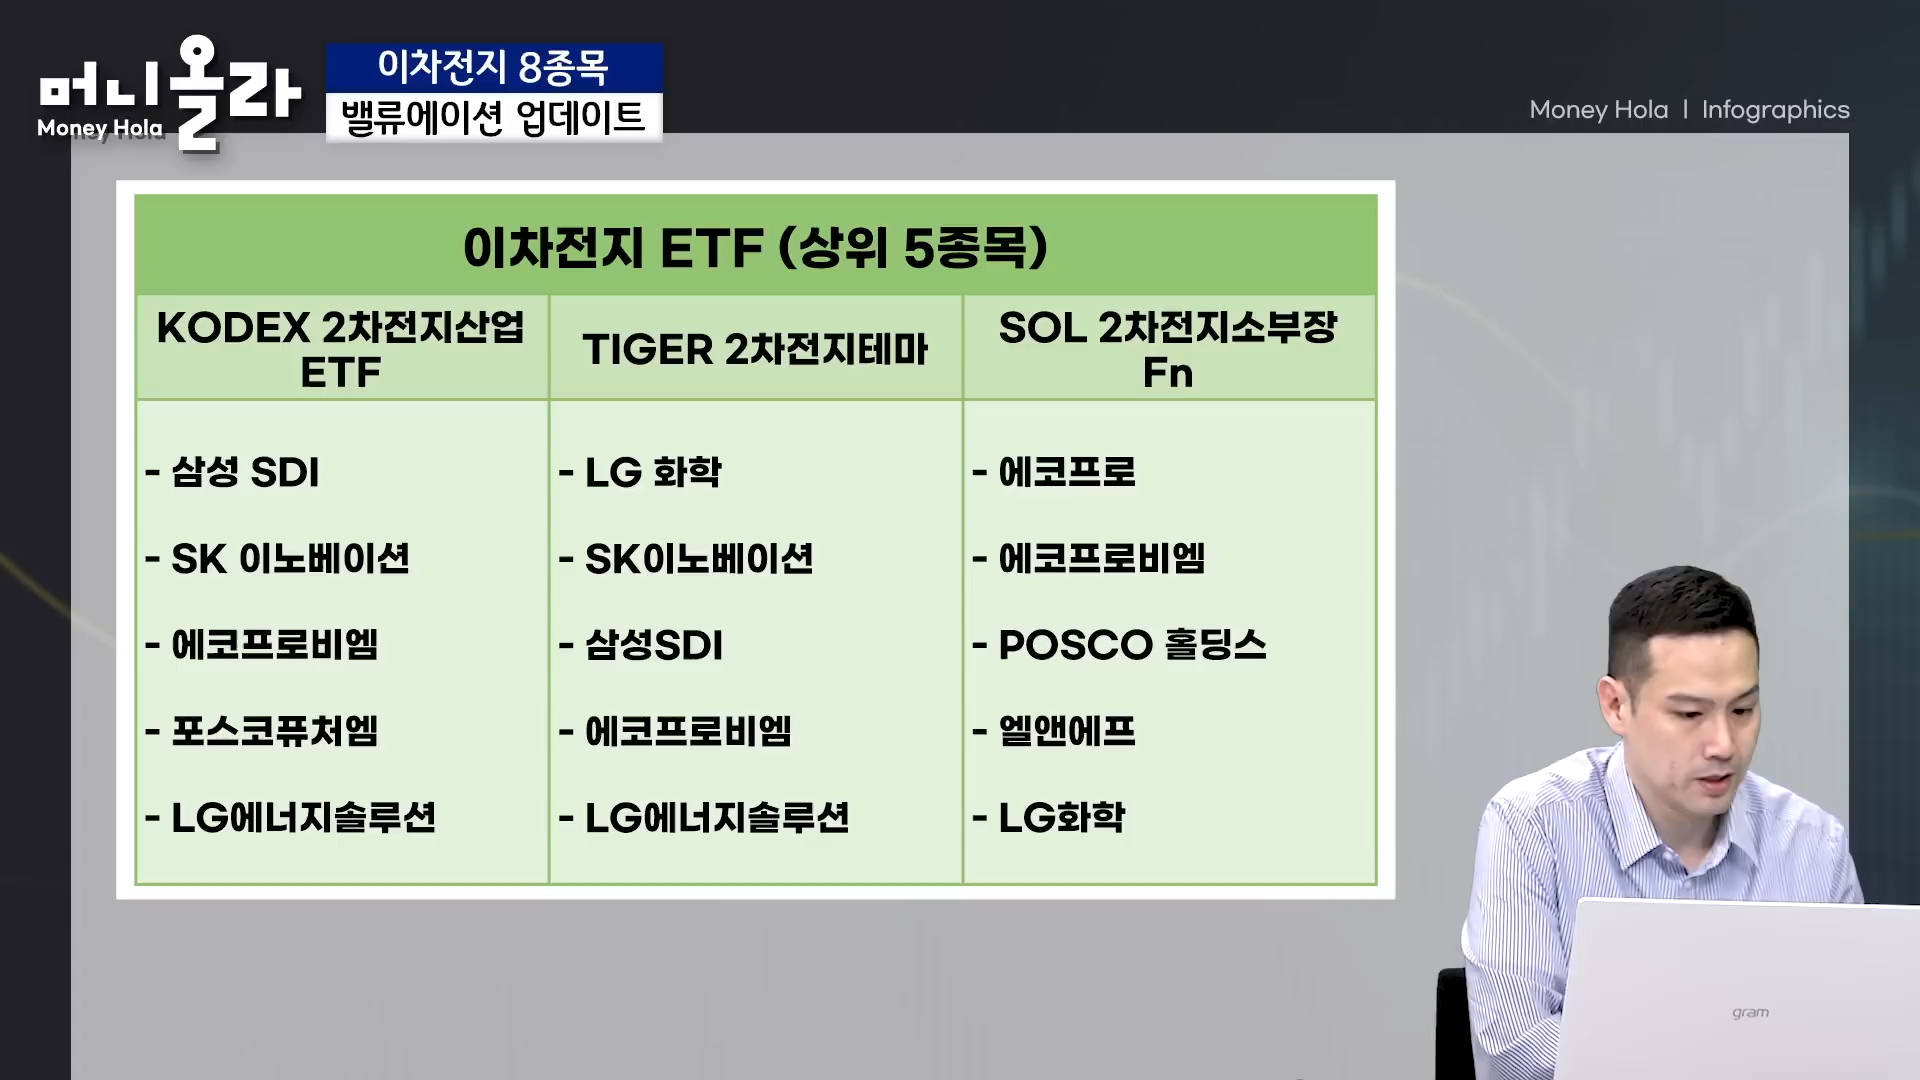 머니올라
Money Hola
이차전지 8종목
밸류에이션 업데이트
Money Hola | Infographics
이차전지 ETF (상위 5종목)
KODEX 2차전지산업
ETF
TIGER 2차전지테마
SOL 2차전지소부장
Fn
- 삼성 SDI
- SK 이노베이션
- 에코프로비엠
- 포스코퓨처엠
- LG에너지솔루션
- LG 화학
- SK이노베이션
- 삼성SDI
- 에코프로비엠
- LG에너지솔루션
- 에코프로
- 에코프로비엠
- POSCO 홀딩스
- 엘앤에프
- LG화학
gram